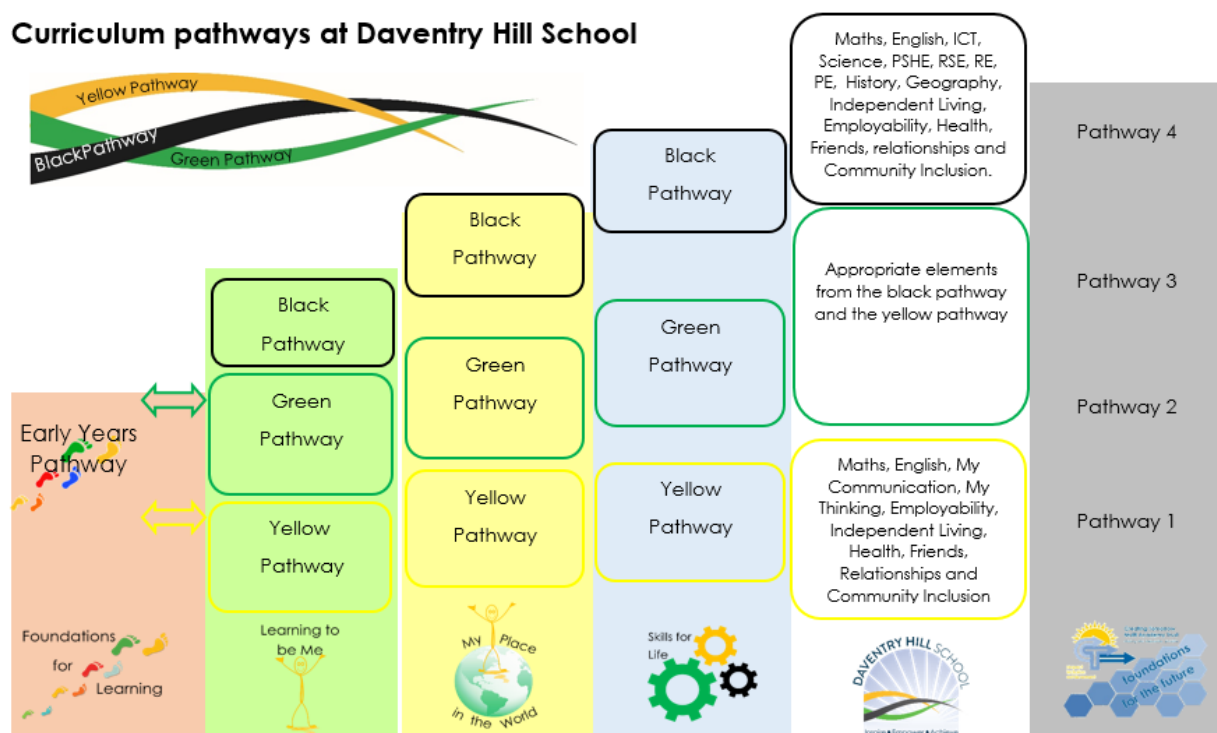 Curriculum pathways at Daventry Hill School
Yellow Pathway
BlackPathway
Green Pathway
Early Years
Pathway
Foundations
for
Learning
Black
Pathway
Green
Pathway
Yellow
Pathway
Learning to
be Me
Black
Pathway
Green
Pathway
Yellow
Pathway
My Place
in the World
Black
Pathway
Green
Pathway
Yellow
Pathway
Skills for
Life
Maths, English, ICT,
Science, PSHE, RSE, RE,
PE, History, Geography,
Independent Living,
Employability, Health,
Friends, relationships and
Community Inclusion.
Appropriate elements
from the black pathway
and the yellow pathway
Maths, English, My
Communication, My
Thinking, Employability,
Independent Living,
Health, Friends,
Relationships and
Community Inclusion
DAVENTRY HILL SCHOOL
Inspire • Empower • Achieve
Pathway 4
Pathway 3
Pathway 2
Pathway 1
foundations
for the future